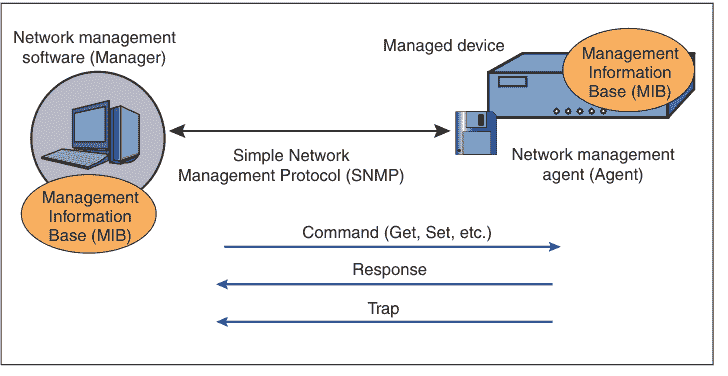 Network management
software (Manager)
Managed device
Management
Information
Base (MIB)
Simple Network
Management Protocol (SNMP)
Network management
agent (Agent)
Management
Information
Base (MIB)
Command (Get, Set, etc.)
Response
Trap